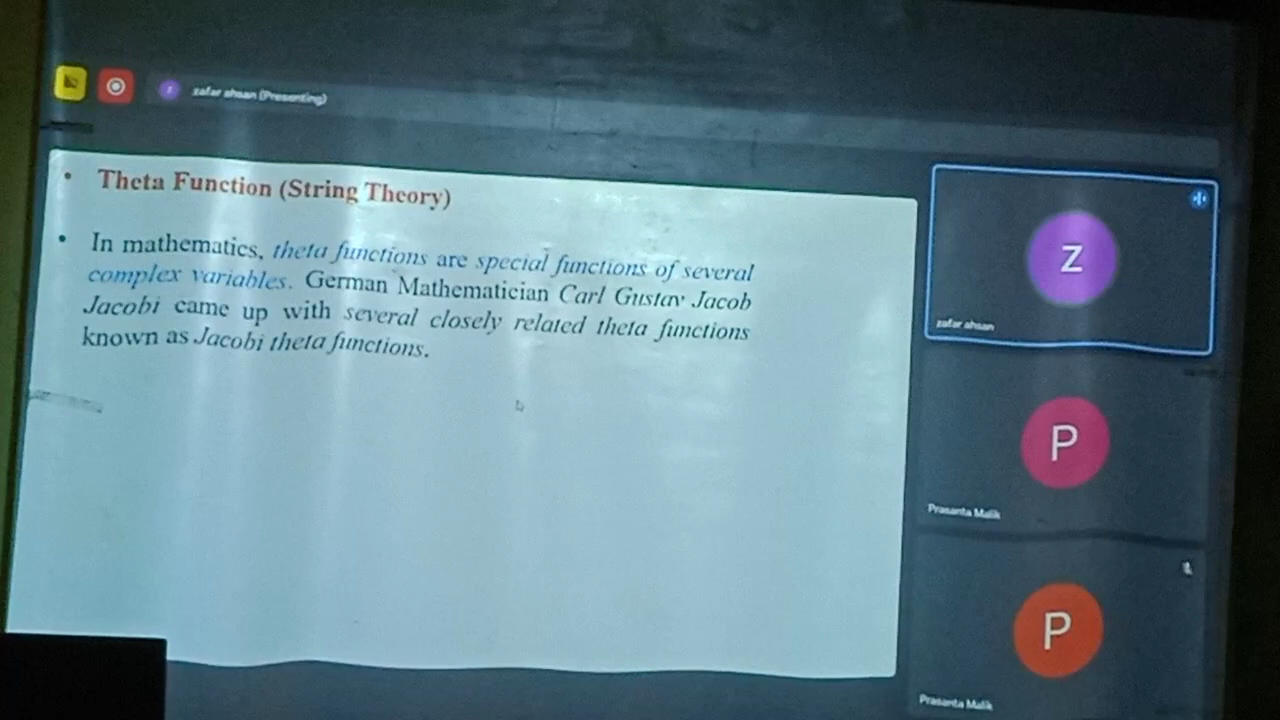 zafar ahsan (Presenting)
• Theta Function (String Theory)
• In mathematics, theta functions are special functions of several
complex variables. German Mathematician Carl Gustav Jacob
Jacobi came up with several closely related theta functions
known as Jacobi theta functions.
Z
zafar ahsan
P
Prasanta Malik
P
Prasanta Malik